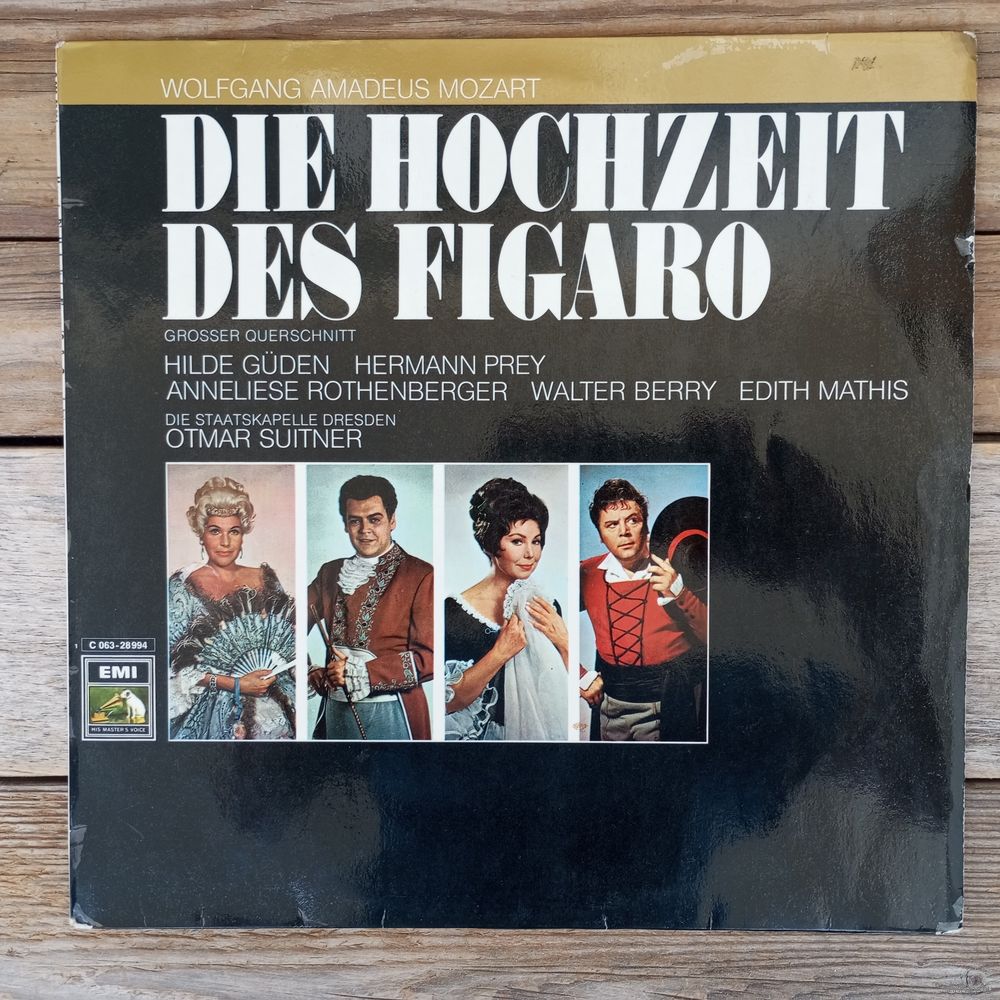 WOLFGANG AMADEUS MOZART
DIE HOCHZEIT
DES FIGARO
GROSSER QUERSCHNITT
HILDE GÜDEN HERMANN PREY
ANNELIESE ROTHENBERGER WALTER BERRY EDITH MATHIS
DIE STAATSKAPELLE DRESDEN
OTMAR SUITNER
1 C 063-28994
EMI
HIS MASTER'S VOICE